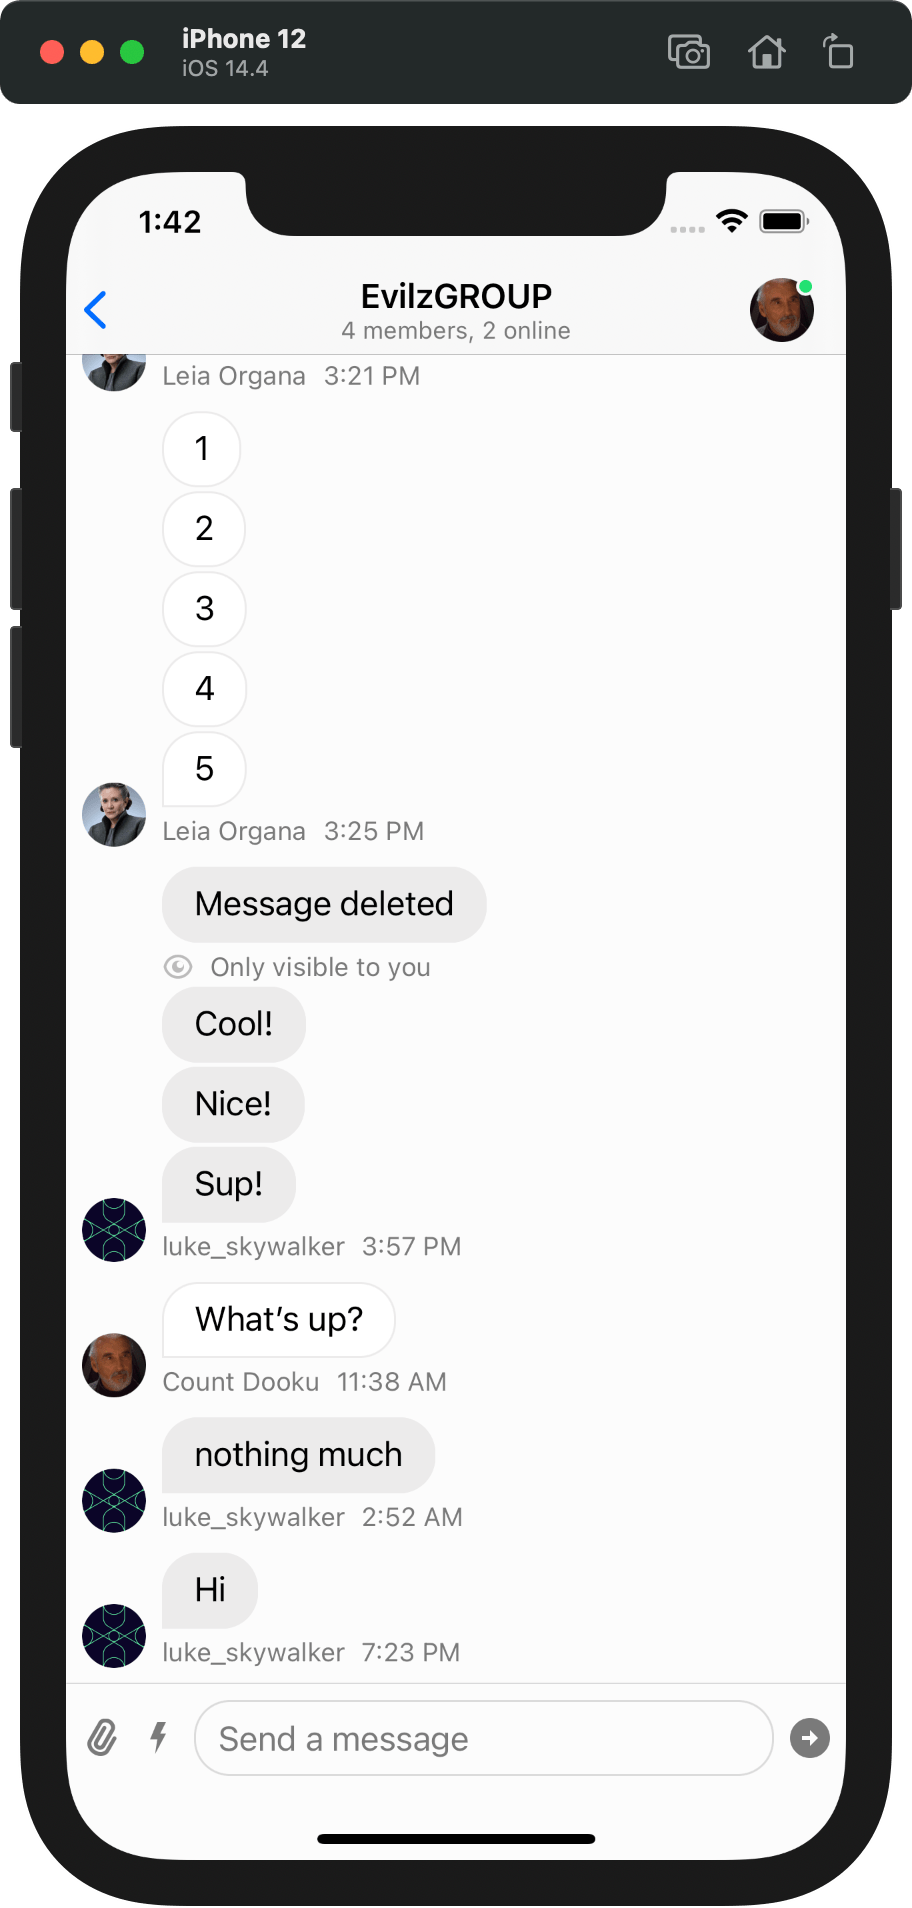 iPhone 12
iOS 14.4
1:42
EvilzGROUP
4 members, 2 online
Leia Organa 3:21 PM
1
2
3
4
5
Leia Organa 3:25 PM
Message deleted
Only visible to you
Cool!
Nice!
Sup!
luke_skywalker 3:57 PM
What's up?
Count Dooku 11:38 AM
nothing much
luke_skywalker 2:52 AM
Hi
luke_skywalker 7:23 PM
Send a message